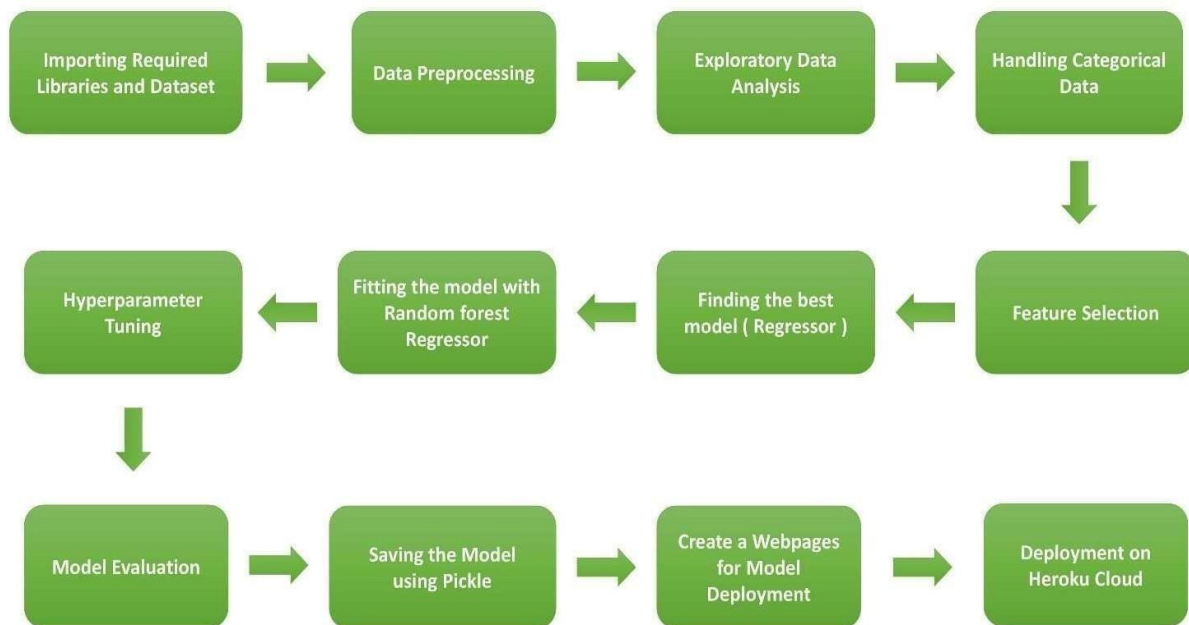 Importing Required
Libraries and Dataset
Data Preprocessing
Exploratory Data
Analysis
Handling Categorical
Data
Feature Selection
Finding the best
model ( Regressor )
Fitting the model with
Random forest
Regressor
Hyperparameter
Tuning
Model Evaluation
Saving the Model
using Pickle
Create a Webpages
for Model
Deployment
Deployment on
Heroku Cloud